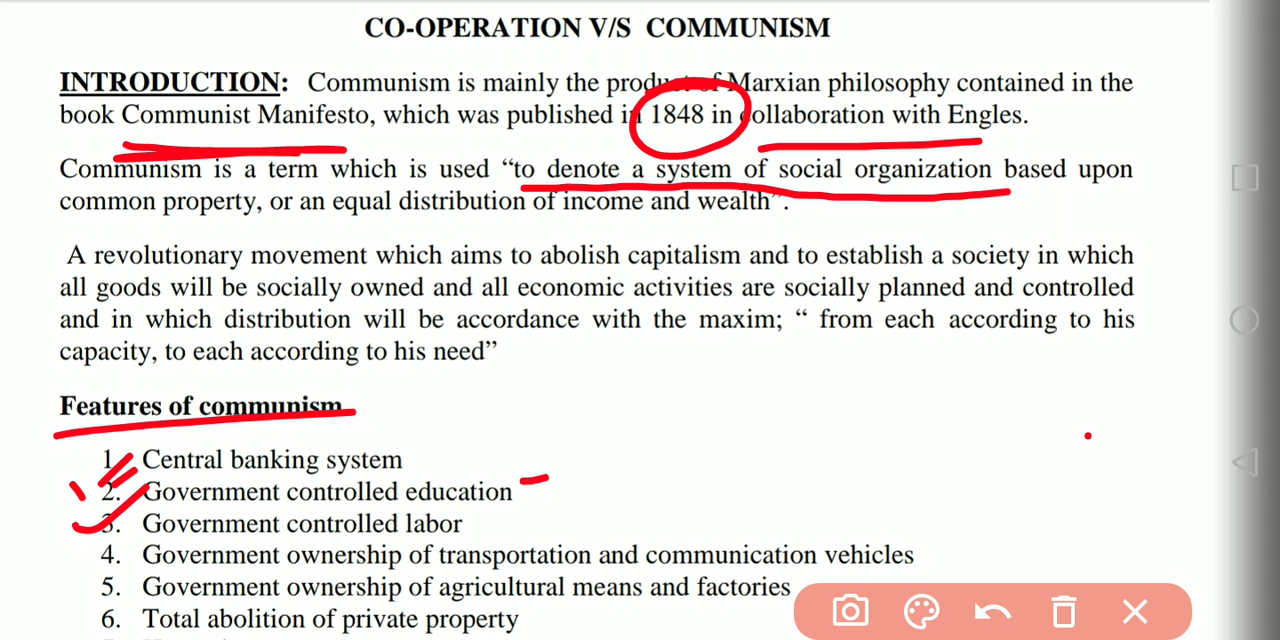 CO-OPERATION V/S COMMUNISM
INTRODUCTION: Communism is mainly the product of Marxian philosophy contained in the
book Communist Manifesto, which was published in 1848 in collaboration with Engles.
Communism is a term which is used “to denote a system of social organization based upon
common property, or an equal distribution of income and wealth”.
A revolutionary movement which aims to abolish capitalism and to establish a society in which
all goods will be socially owned and all economic activities are socially planned and controlled
and in which distribution will be accordance with the maxim; “ from each according to his
capacity, to each according to his need”
Features of communism
1. Central banking system
2. Government controlled education
3. Government controlled labor
4. Government ownership of transportation and communication vehicles
5. Government ownership of agricultural means and factories
6. Total abolition of private property